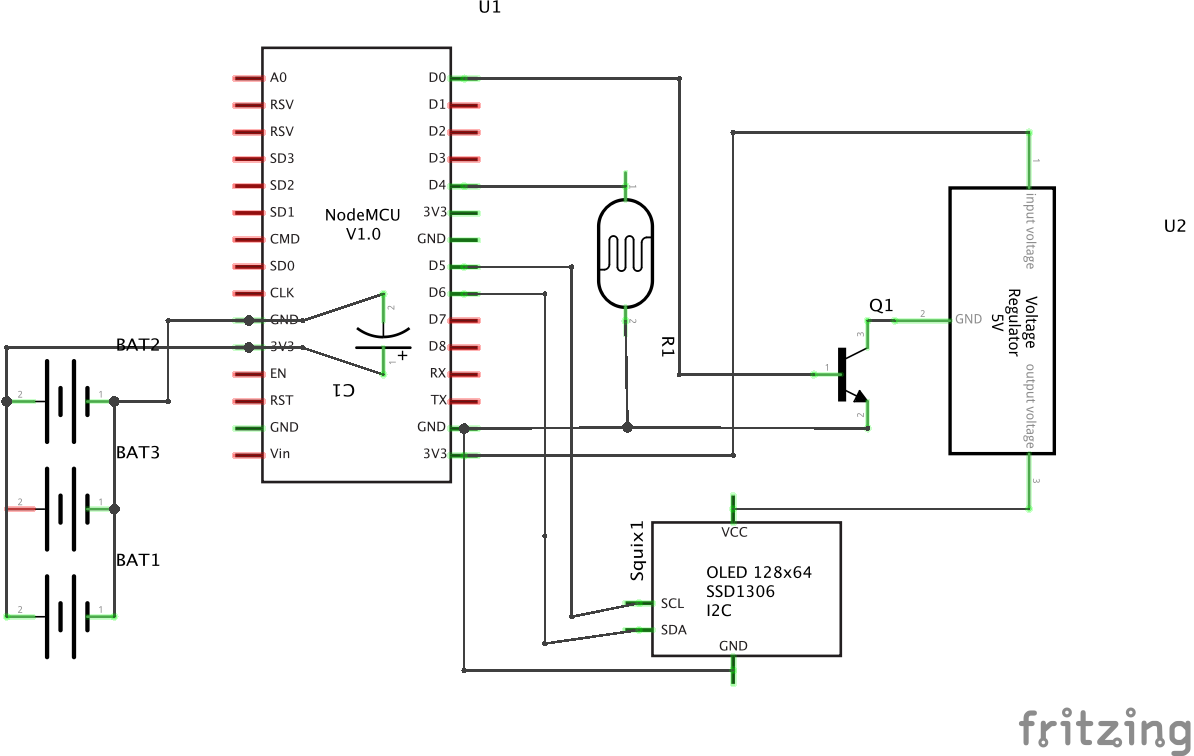 U1
A0
RSV
RSV
SD3
SD2
SD1
CMD
SD0
CLK
GND
3V3
EN
RST
GND
Vin
D0
D1
D2
D3
D4
3V3
GND
D5
D6
D7
D8
RX
TX
GND
3V3
NodeMCU
V1.0
2
1
+
C1
BAT2
2
1
BAT3
2
1
BAT1
2
1
1
2
R1
Q1
1
3
2
U2
1
input voltage
2
GND
Voltage
Regulator
5V
output voltage
3
Squix1
VCC
OLED 128x64
SSD1306
I2C
SCL
SDA
GND
fritzing